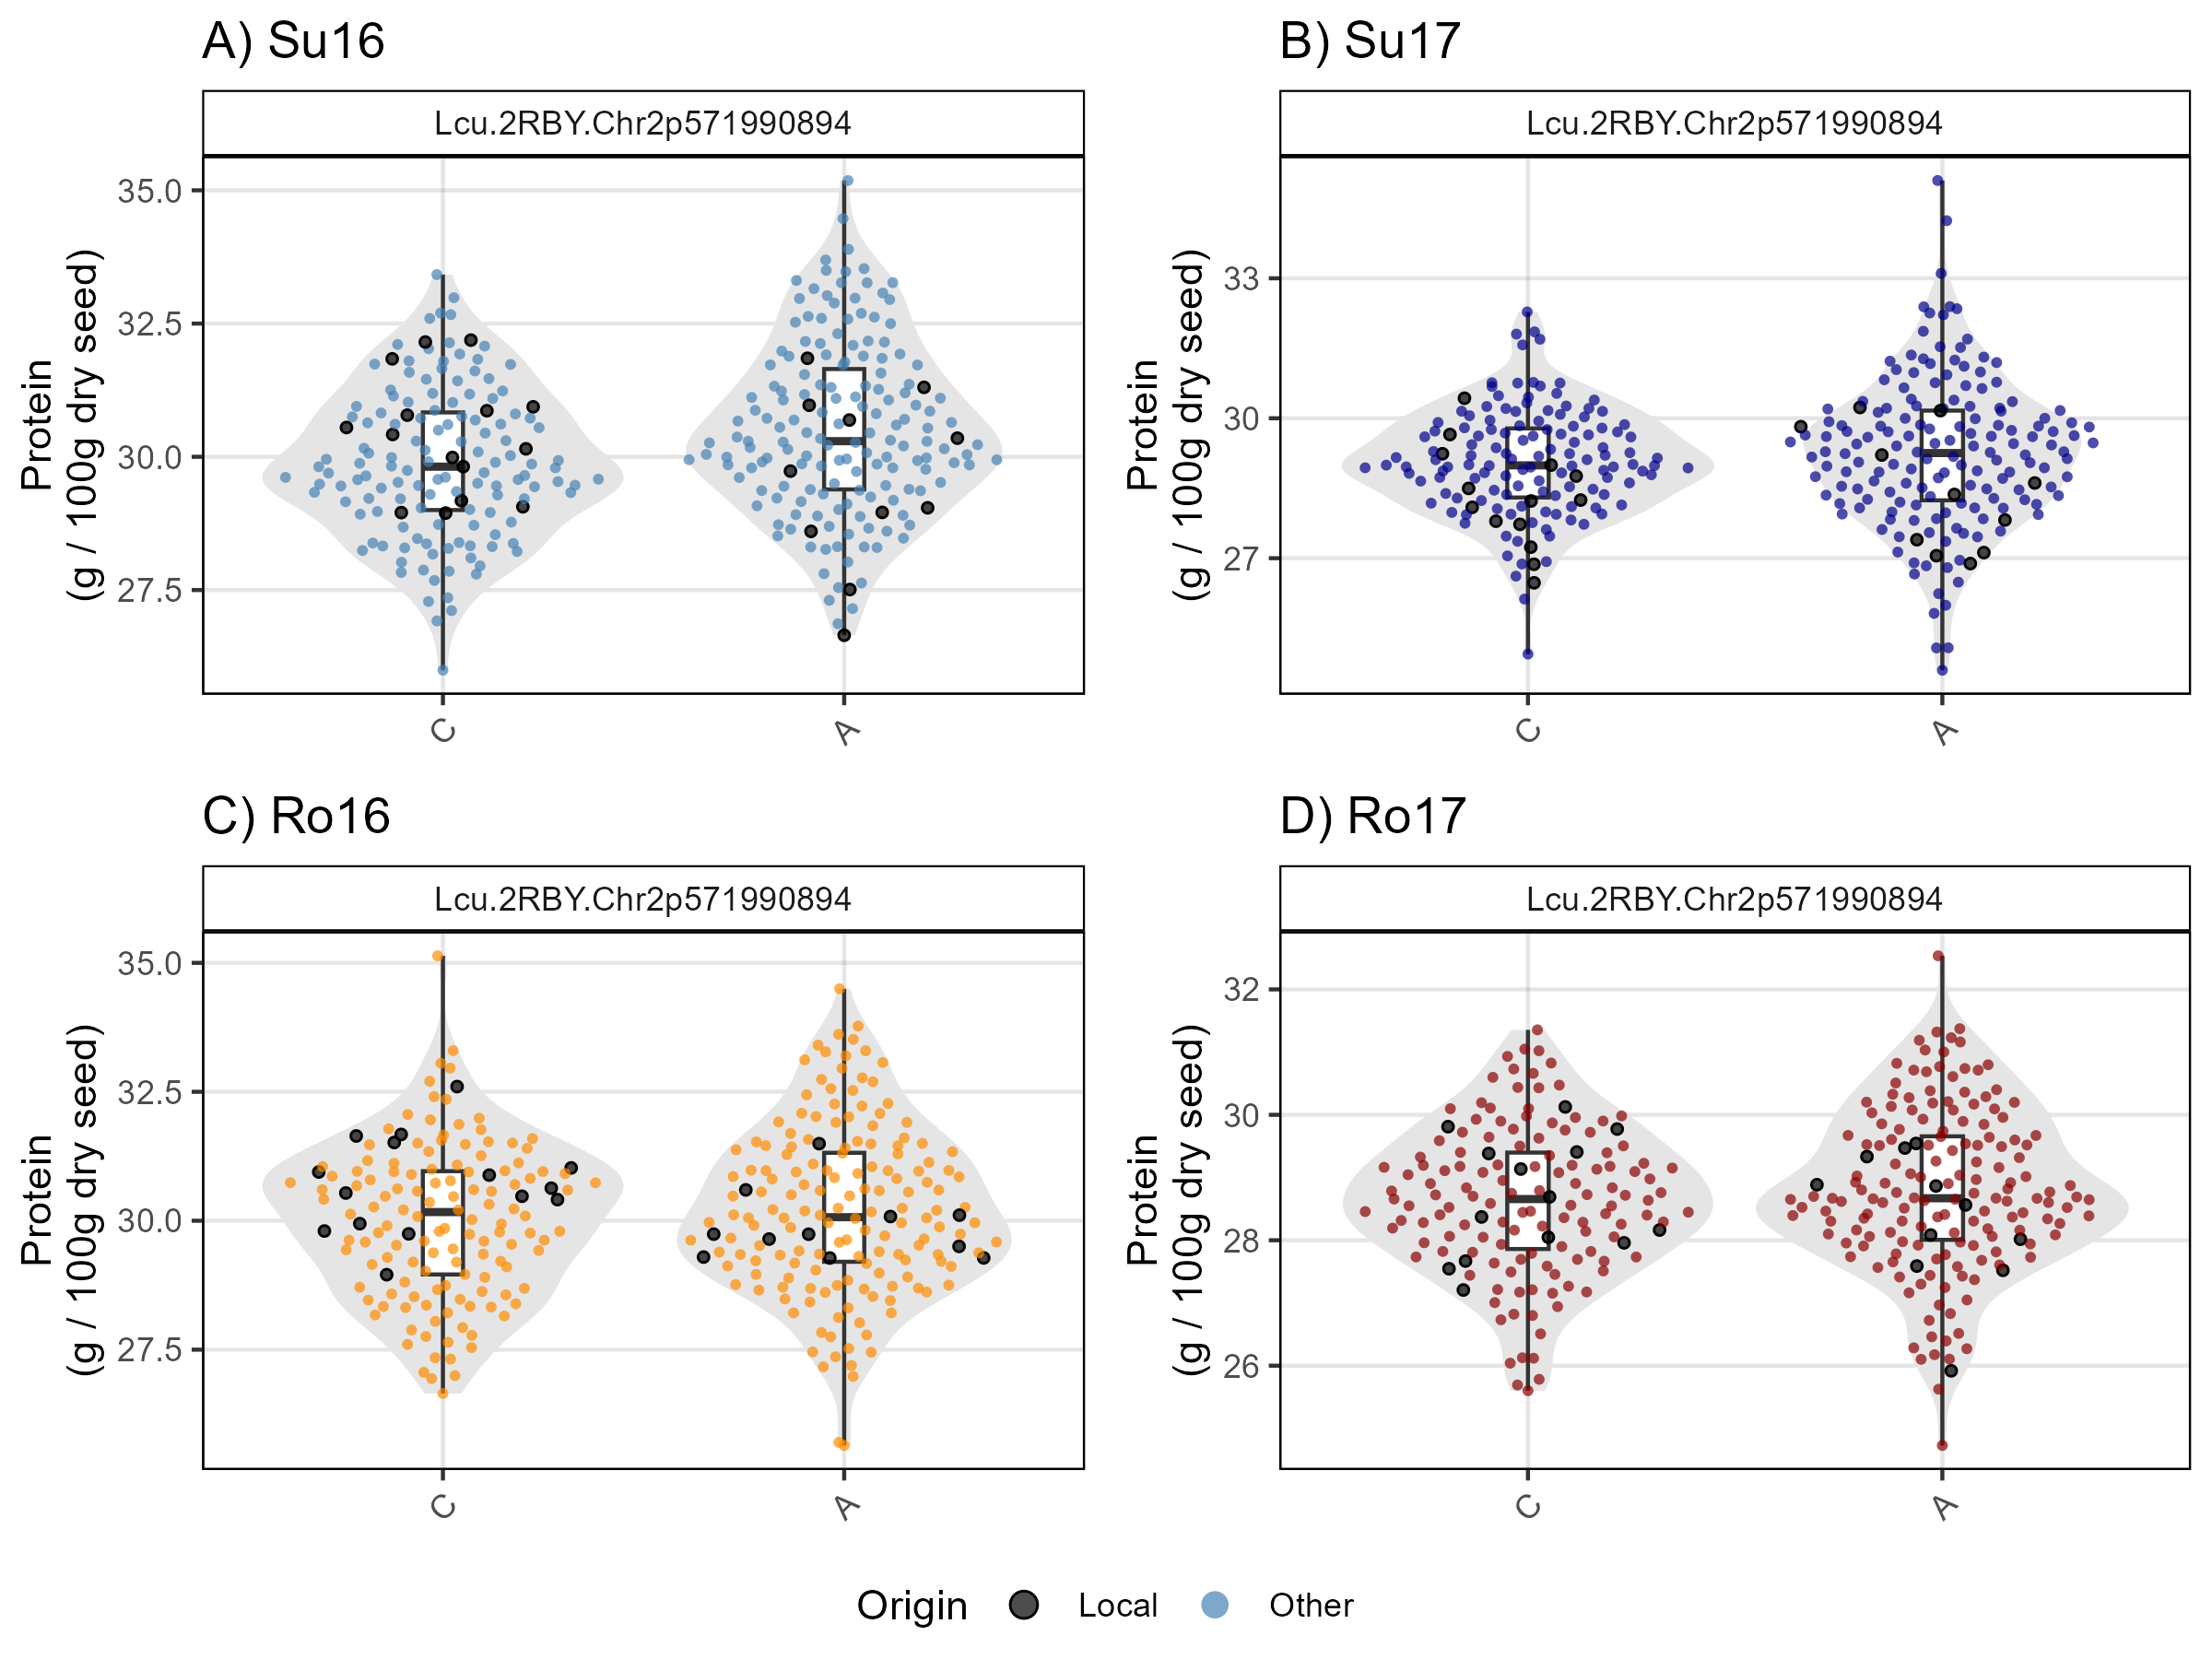 A) Su16
Lcu.2RBY.Chr2p571990894
Protein
(g / 100g dry seed)
35.0
32.5
30.0
27.5
C
A
B) Su17
Lcu.2RBY.Chr2p571990894
Protein
(g / 100g dry seed)
33
30
27
C
A
C) Ro16
Lcu.2RBY.Chr2p571990894
Protein
(g / 100g dry seed)
35.0
32.5
30.0
27.5
C
A
D) Ro17
Lcu.2RBY.Chr2p571990894
Protein
(g / 100g dry seed)
32
30
28
26
C
A
Origin Local Other